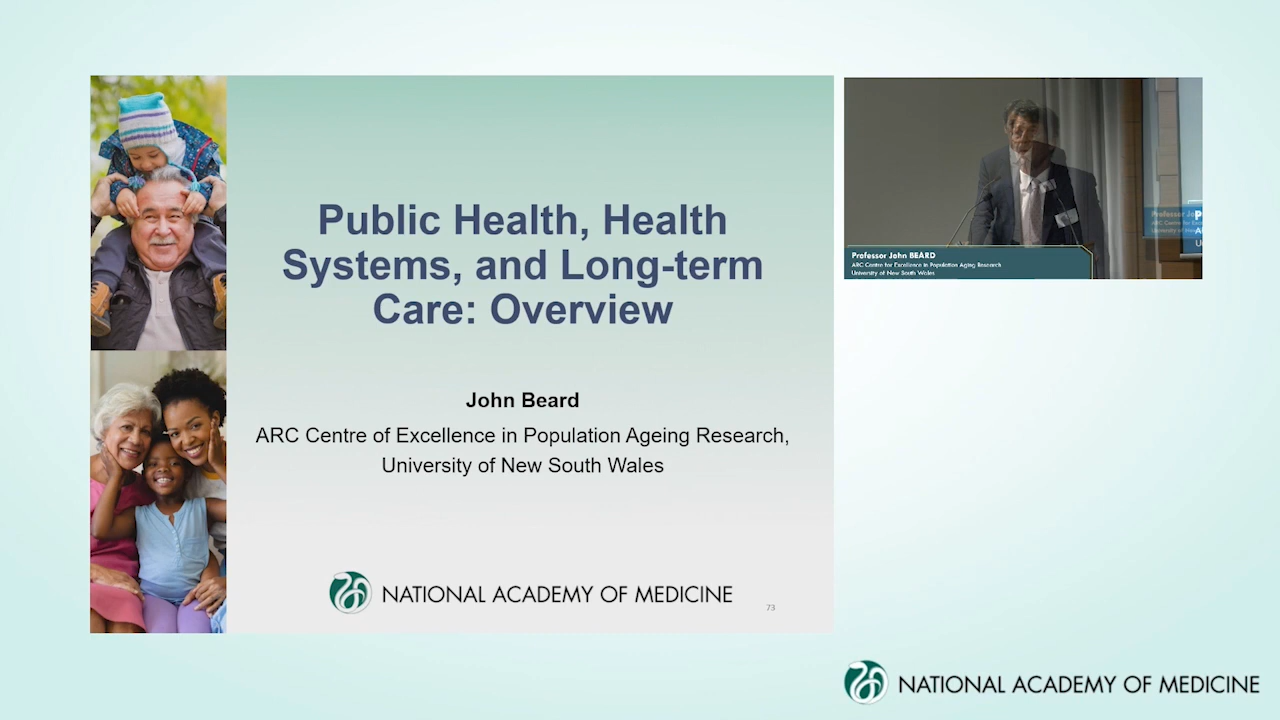 Public Health, Health
Systems, and Long-term
Care: Overview
John Beard
ARC Centre of Excellence in Population Ageing Research,
University of New South Wales
NATIONAL ACADEMY OF MEDICINE
73
Professor John BEARD
ARC Centre for Excellence in Population Aging Research
University of New South Wales
NATIONAL ACADEMY OF MEDICINE